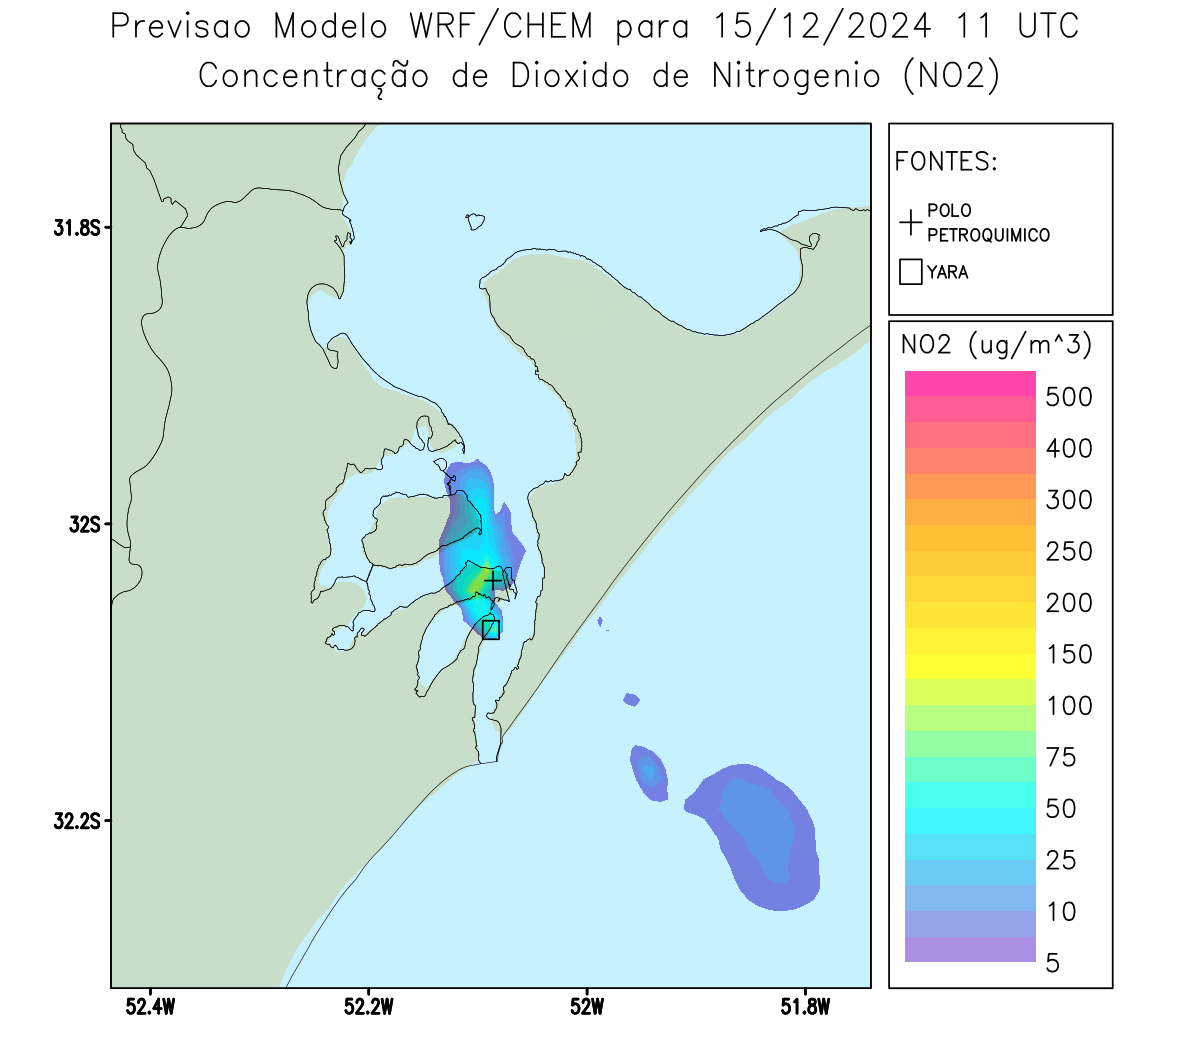 Previsao Modelo WRF/CHEM para 15/12/2024 11 UTC
Concentração de Dioxido de Nitrogenio (NO2)
FONTES:
POLO
PETROQUIMICO
YARA
NO2 (ug/m^3)
500
400
300
250
200
150
100
75
50
25
10
5
31.8S
32S
32.2S
52.4W
52.2W
52W
51.8W